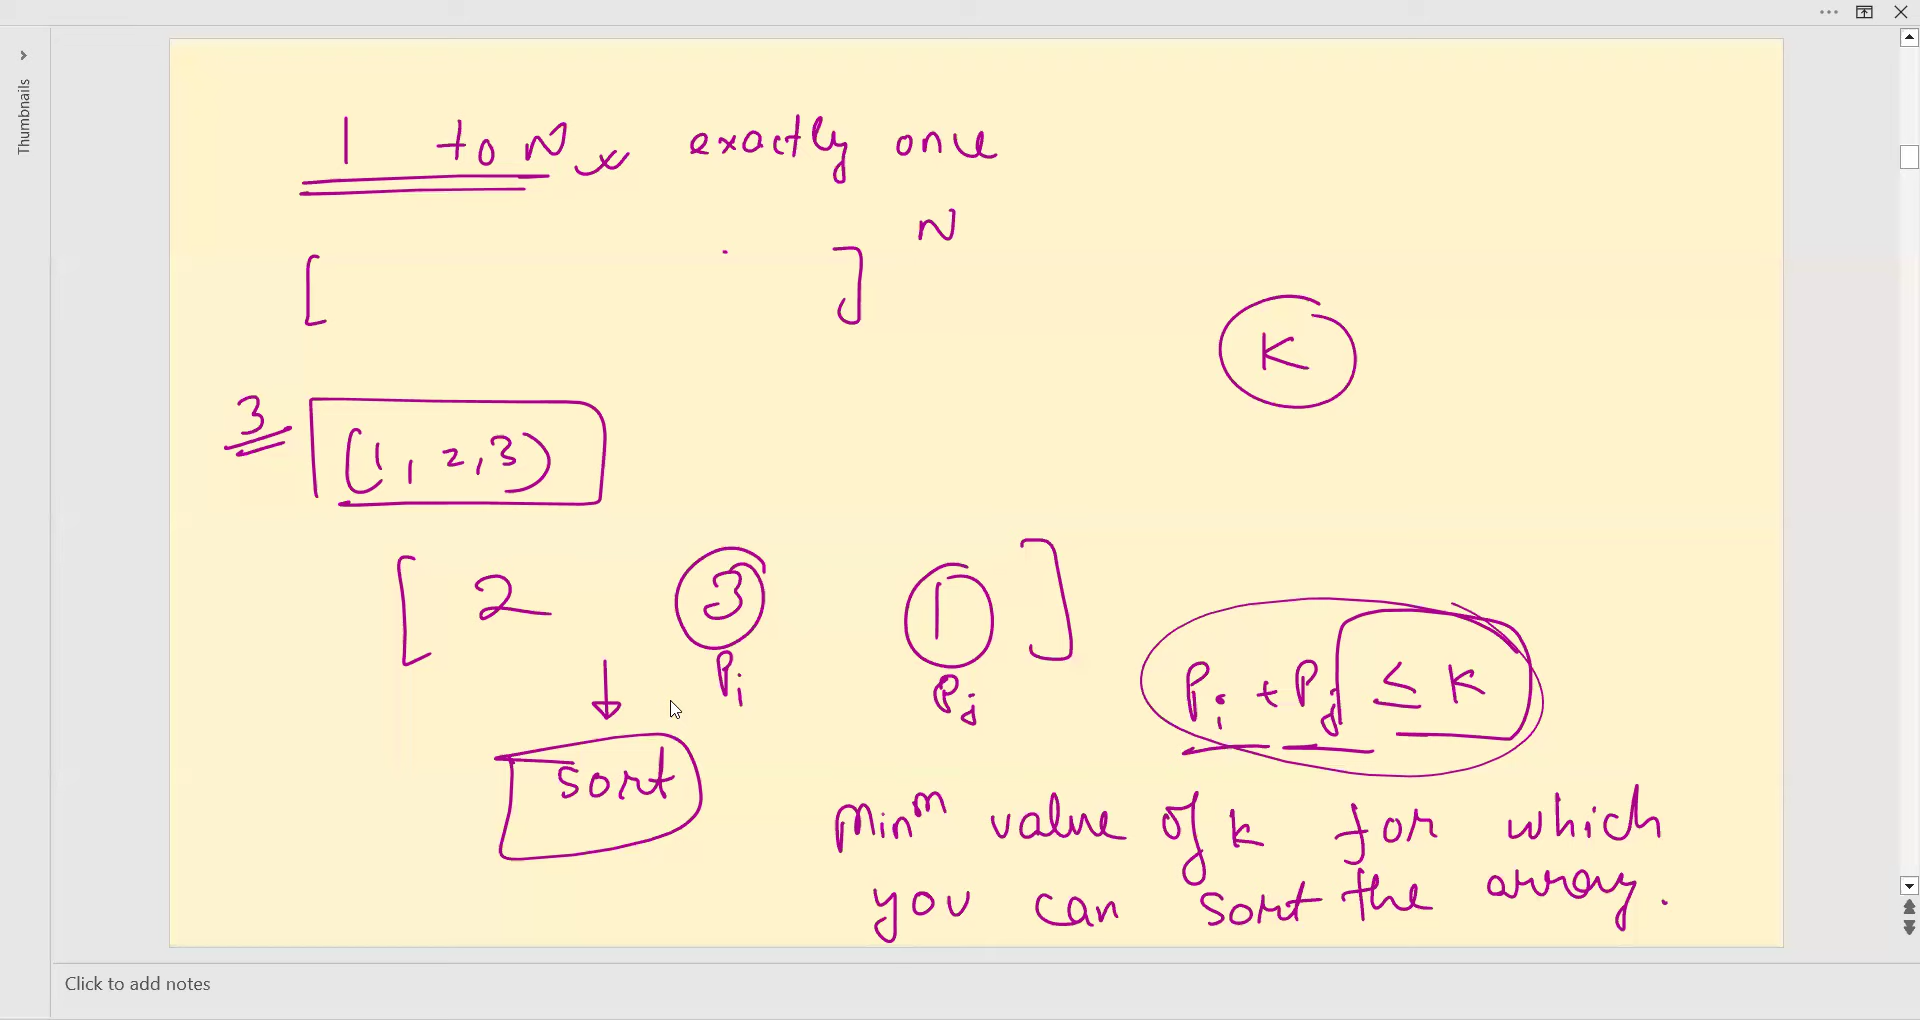 Thumbnails
1 to N exactly once
N
[ ]
K
3 (1, 2, 3)
[ 2 3 1 ]
Pi Pj
Pi + Pj ≤ K
sort
Minᵐ value of k for which
you can sort the array.
Click to add notes